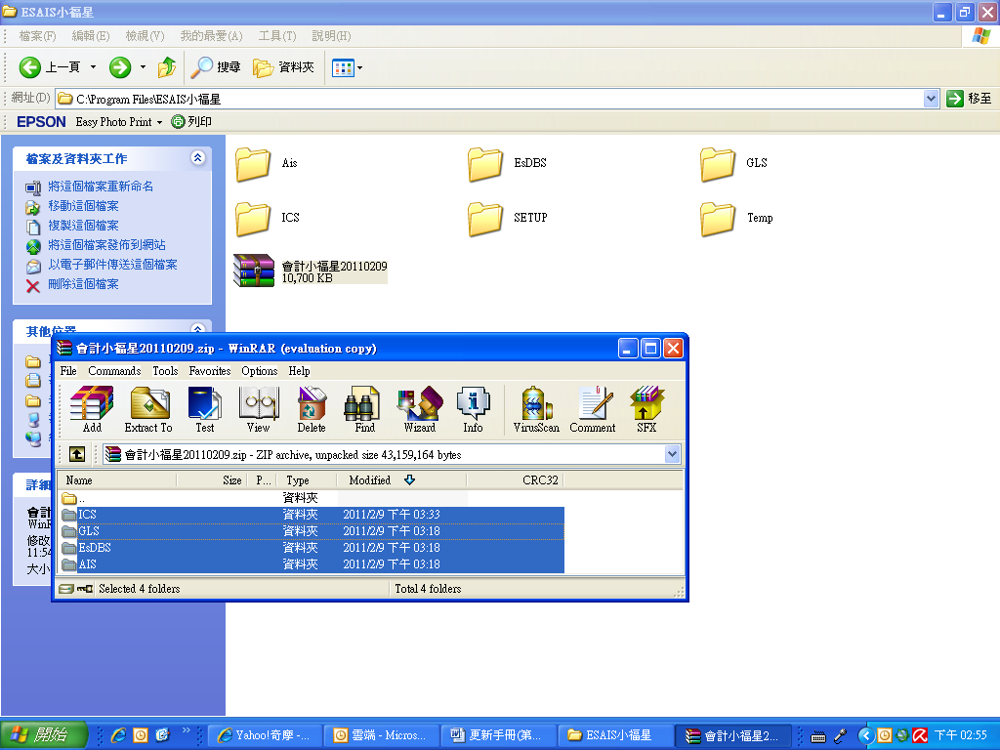 ESAIS小福星
檔案(F) 編輯(E) 檢視(V) 我的最愛(A) 工具(T) 說明(H)
上一頁 搜尋 資料夾
網址(D) C:\Program Files\ESAIS小福星 移至
EPSON Easy Photo Print 列印
檔案及資料夾工作
將這個檔案重新命名
移動這個檔案
複製這個檔案
將這個檔案發佈到網站
以電子郵件傳送這個檔案
刪除這個檔案
其他位置
詳細
會計
修改
11:54
大小
Ais EsDBS GLS
ICS SETUP Temp
會計小福星20110209
10,700 KB
會計小福星20110209.zip - WinRAR (evaluation copy)
File Commands Tools Favorites Options Help
Add Extract To Test View Delete Find Wizard Info VirusScan Comment SFX
會計小福星20110209.zip - ZIP archive, unpacked size 43,159,164 bytes
Name Size P... Type Modified CRC32
.. 資料夾
ICS 資料夾 2011/2/9 下午 03:33
GLS 資料夾 2011/2/9 下午 03:18
EsDBS 資料夾 2011/2/9 下午 03:18
AIS 資料夾 2011/2/9 下午 03:18
Selected 4 folders Total 4 folders
開始 Yahoo!奇摩 -... 雲端 - Micros... 更新手冊(第... ESAIS小福星 會計小福星2... 下午 02:55